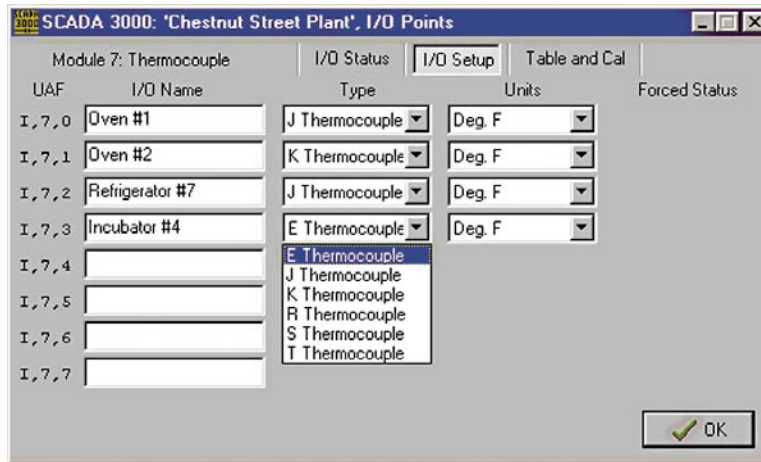 SCADA 3000: 'Chestnut Street Plant', I/O Points
Module 7: Thermocouple I/O Status I/O Setup Table and Cal
UAF I/O Name Type Units Forced Status
I,7,0 Oven #1 J Thermocouple Deg. F
I,7,1 Oven #2 K Thermocouple Deg. F
I,7,2 Refrigerator #7 J Thermocouple Deg. F
I,7,3 Incubator #4 E Thermocouple Deg. F
I,7,4
E Thermocouple
J Thermocouple
I,7,5
K Thermocouple
R Thermocouple
I,7,6
S Thermocouple
T Thermocouple
I,7,7
OK